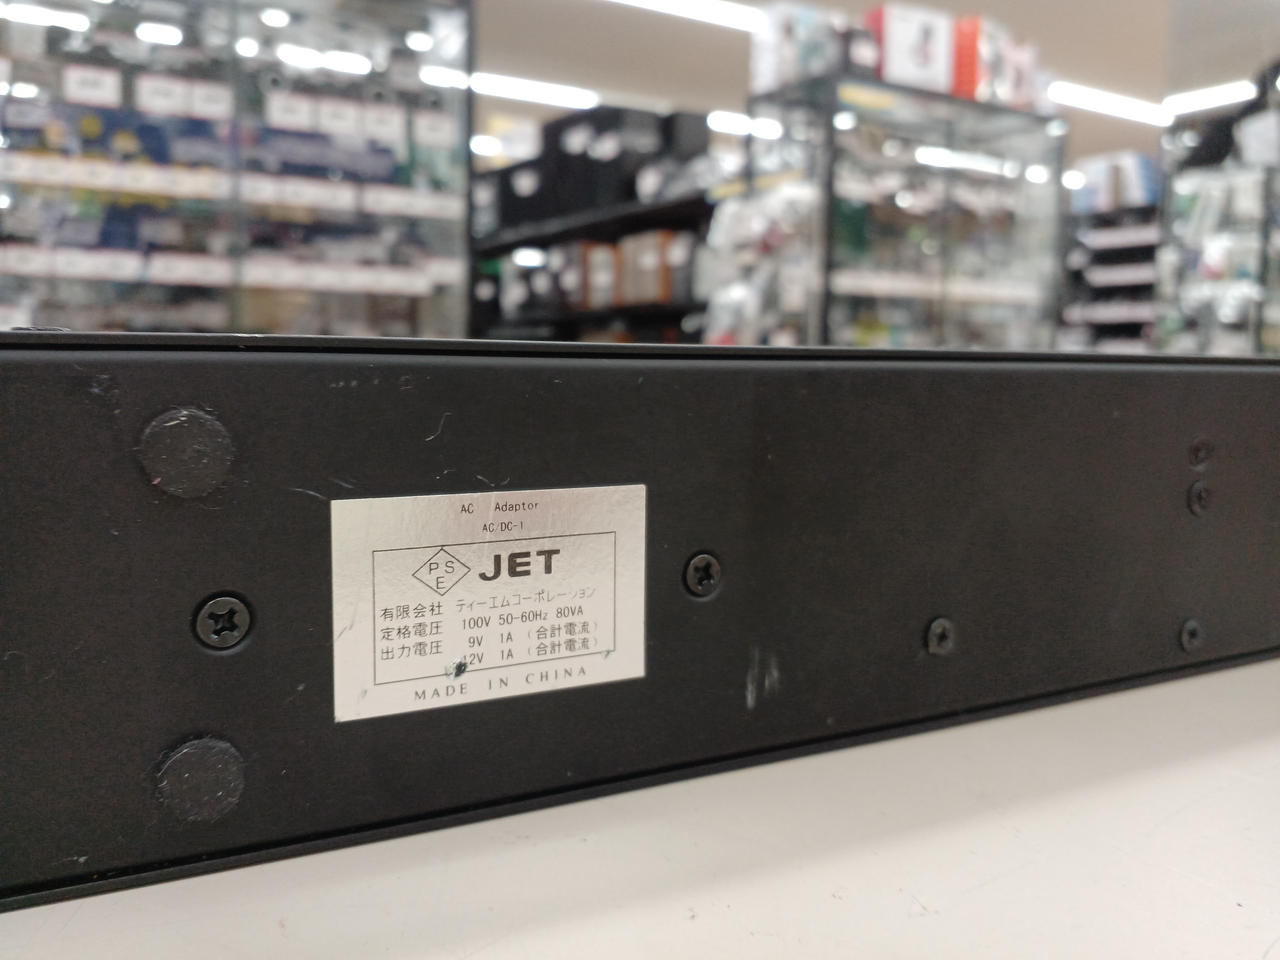 AC Adaptor
AC/DC-1
PSE JET
有限会社 ティーエムコーポレーション
定格電圧 100V 50-60Hz 80VA
出力電圧 9V 1A (合計電流)
12V 1A (合計電流)
MADE IN CHINA